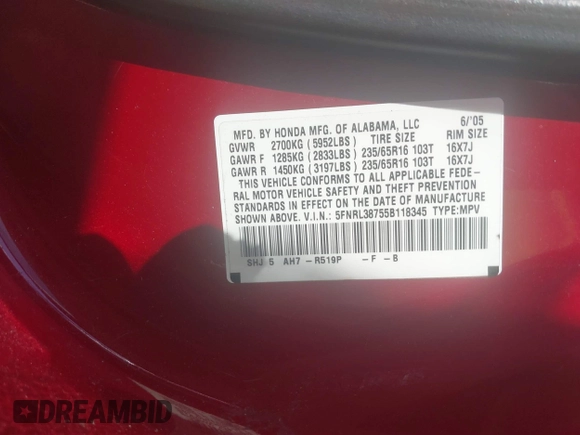 MFD. BY HONDA MFG. OF ALABAMA, LLC 6/'05
GVWR 2700KG (5952LBS) TIRE SIZE RIM SIZE
GAWR F 1285KG (2833LBS) 235/65R16 103T 16X7J
GAWR R 1450KG (3197LBS) 235/65R16 103T 16X7J
THIS VEHICLE CONFORMS TO ALL APPLICABLE FEDE-
RAL MOTOR VEHICLE SAFETY AND THEFT PREVENTION
STANDARDS IN EFFECT ON THE DATE OF MANUFACTURE
SHOWN ABOVE. V.I.N.: 5FNRL38755B118345 TYPE:MPV
SHJ 5 AH7 -R519P -F -B
DREAMBID